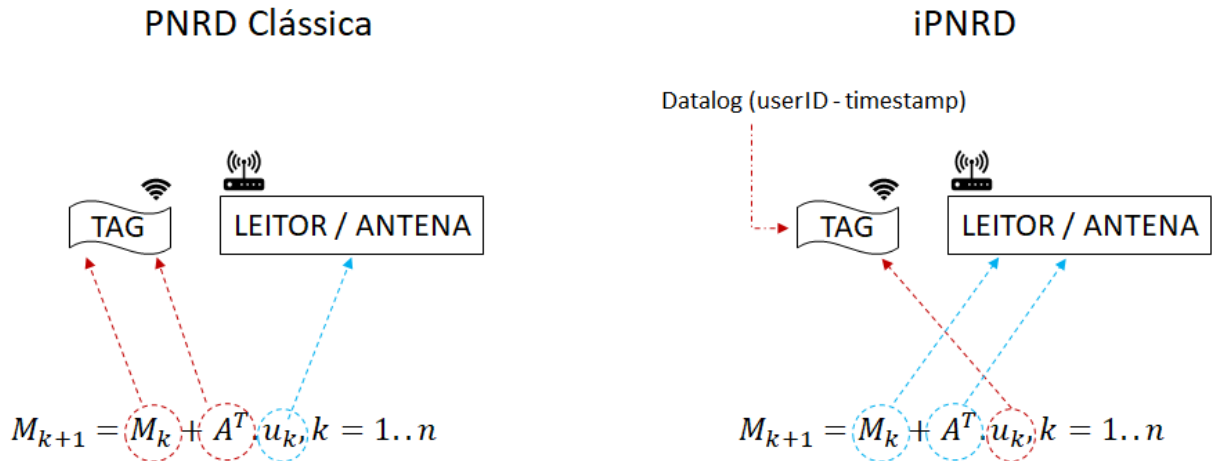 PNRD Clássica
TAG
LEITOR / ANTENA
M_{k+1} = M_k + A^T . u_k, k = 1..n
iPNRD
Datalog (userID - timestamp)
TAG
LEITOR / ANTENA
M_{k+1} = M_k + A^T . u_k, k = 1..n